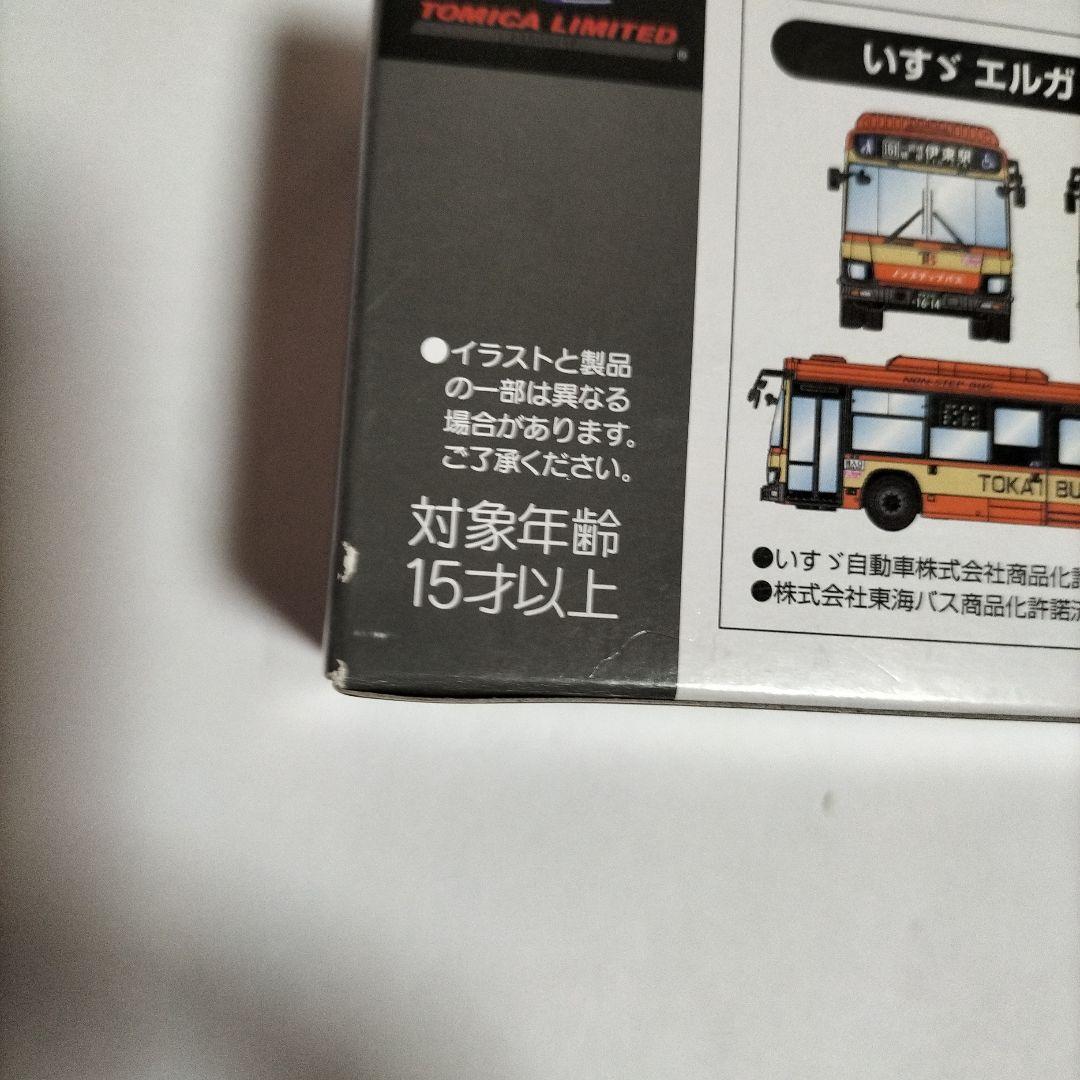 TOMICA LIMITED
いすゞ エルガ
伊東駅
ノンステップバス
16-14
NON-STEP BUS
TOKAI BU
●イラストと製品
の一部は異なる
場合があります。
ご了承ください。
対象年齢
15才以上
●いすゞ自動車株式会社商品化許
●株式会社東海バス商品化許諾済